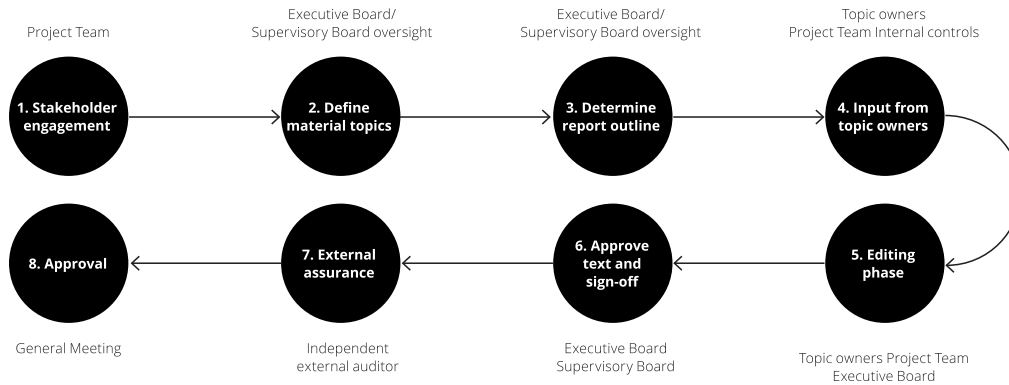 Project Team
Executive Board/
Supervisory Board oversight
Executive Board/
Supervisory Board oversight
Topic owners
Project Team Internal controls
1. Stakeholder
engagement
2. Define
material topics
3. Determine
report outline
4. Input from
topic owners
5. Editing
phase
6. Approve
text and
sign-off
7. External
assurance
8. Approval
Topic owners Project Team
Executive Board
Executive Board
Supervisory Board
Independent
external auditor
General Meeting